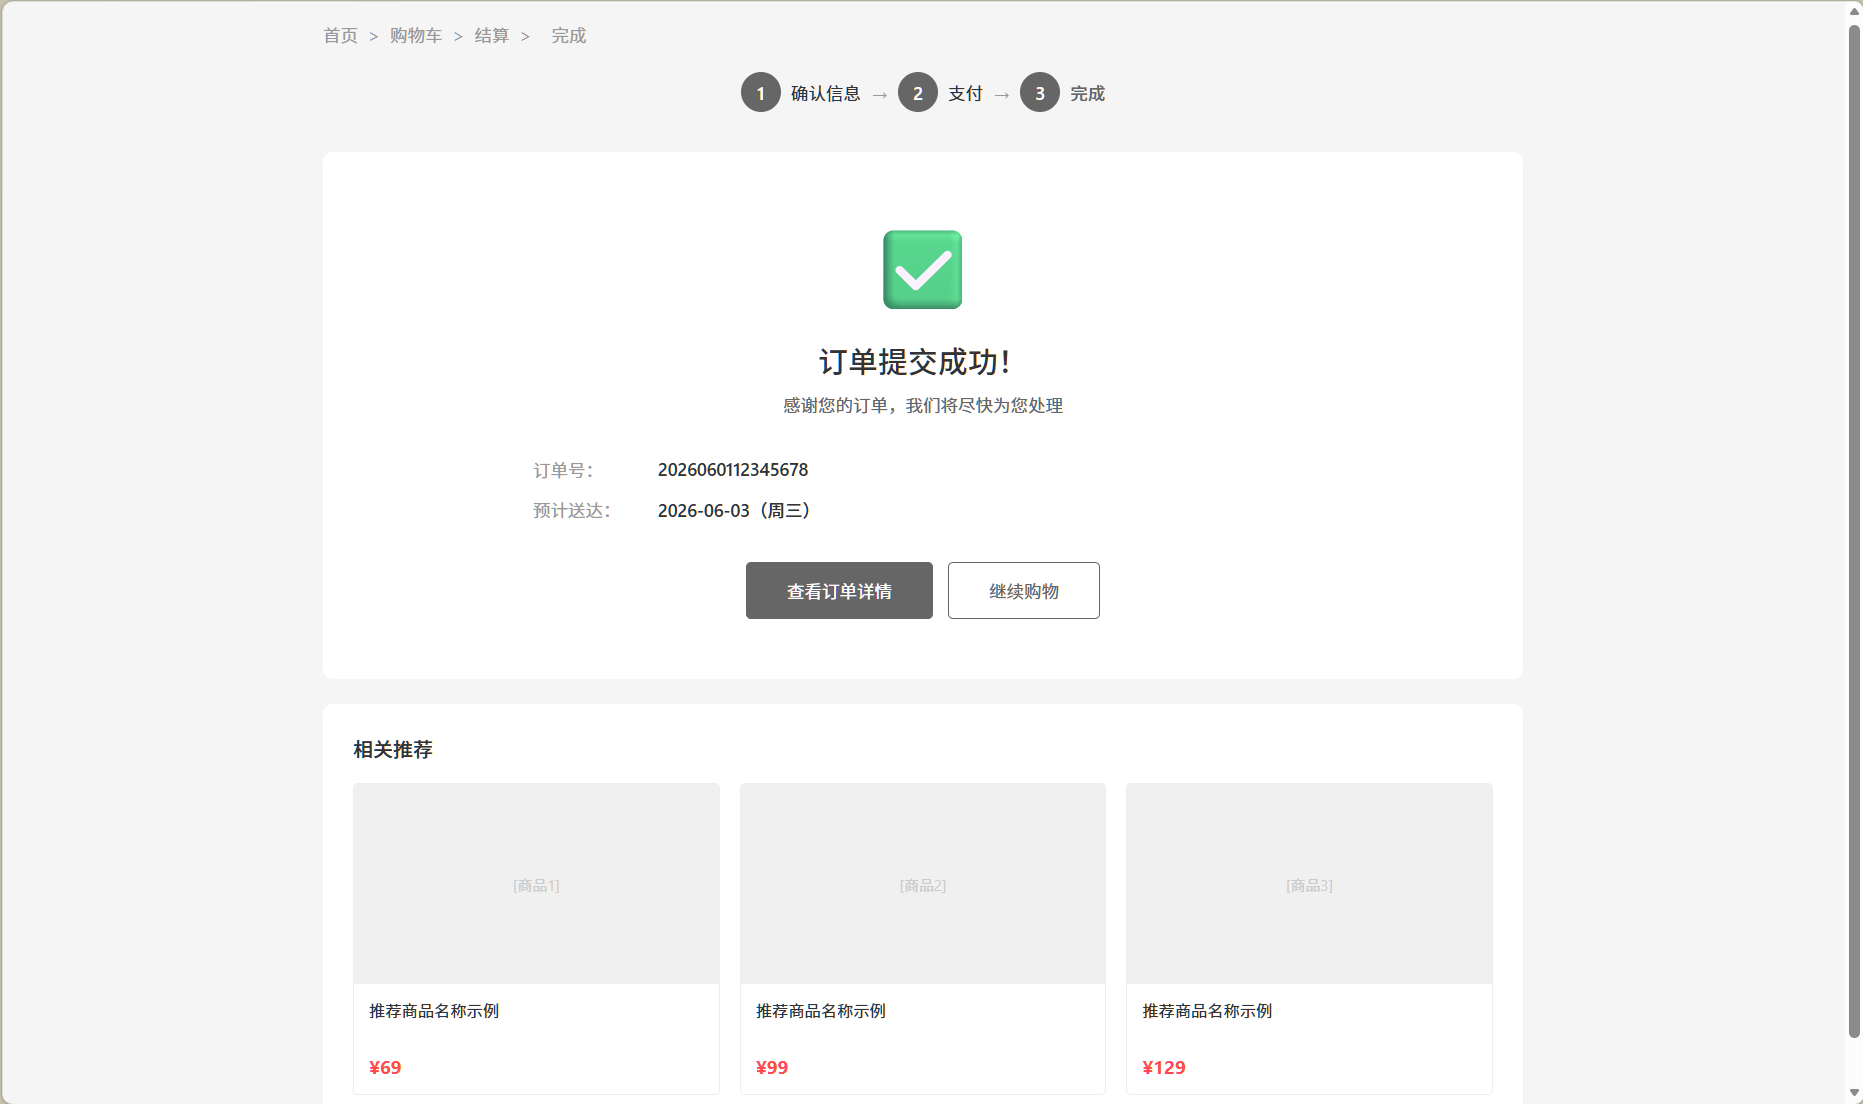 首页 > 购物车 > 结算 > 完成
1 确认信息 → 2 支付 → 3 完成
订单提交成功！
感谢您的订单，我们将尽快为您处理
订单号： 2026060112345678
预计送达： 2026-06-03（周三）
查看订单详情 继续购物
相关推荐
[商品1] [商品2] [商品3]
推荐商品名称示例 推荐商品名称示例 推荐商品名称示例
¥69 ¥99 ¥129